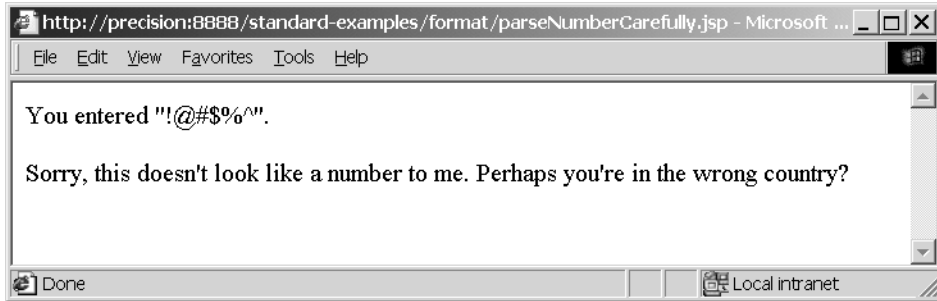 http://precision:8888/standard-examples/format/parseNumberCarefully.jsp - Microsoft ...
File Edit View Favorites Tools Help
You entered "!@#$%^".
Sorry, this doesn't look like a number to me. Perhaps you're in the wrong country?
Done Local intranet